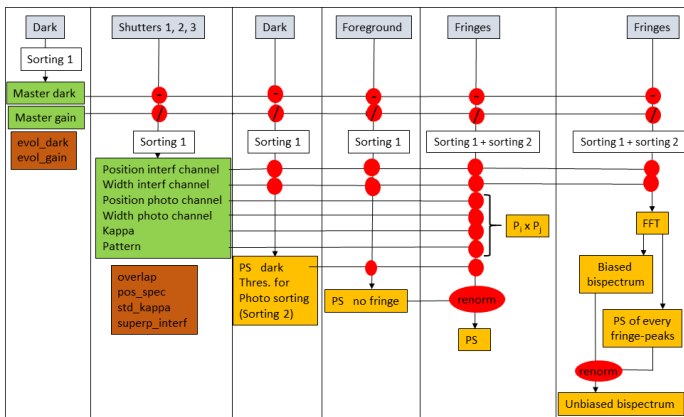 Dark
Shutters 1, 2, 3
Dark
Foreground
Fringes
Fringes
Sorting 1
Master dark
-
-
-
-
-
Master gain
/
/
/
/
/
evol_dark
evol_gain
Sorting 1
Sorting 1
Sorting 1
Sorting 1 + sorting 2
Sorting 1 + sorting 2
Position interf channel
Width interf channel
Position photo channel
Width photo channel
Kappa
Pattern
Pi x Pj
FFT
overlap
pos_spec
std_kappa
superp_interf
PS dark
Thres. for
Photo sorting
(Sorting 2)
PS no fringe
renorm
PS
Biased
bispectrum
PS of every
fringe-peaks
renorm
Unbiased bispectrum